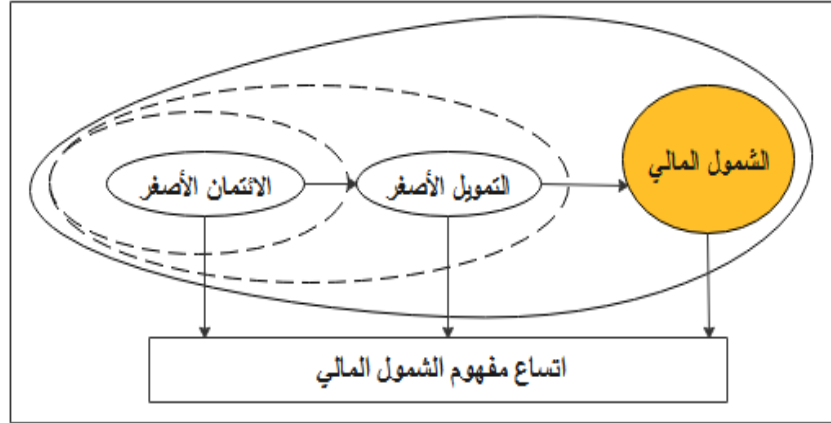 الشمول المالي
التمويل الأصغر
الائتمان الأصغر
اتساع مفهوم الشمول المالي